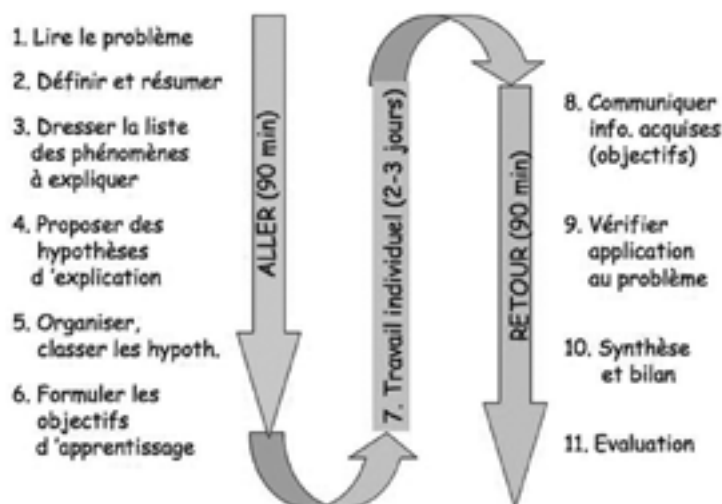 1. Lire le problème
2. Définir et résumer
3. Dresser la liste
des phénomènes
à expliquer
4. Proposer des
hypothèses
d 'explication
5. Organiser,
classer les hypoth.
6. Formuler les
objectifs
d 'apprentissage
ALLER (90 min)
7. Travail individuel (2-3 jours)
RETOUR (90 min)
8. Communiquer
info. acquises
(objectifs)
9. Vérifier
application
au problème
10. Synthèse
et bilan
11. Evaluation